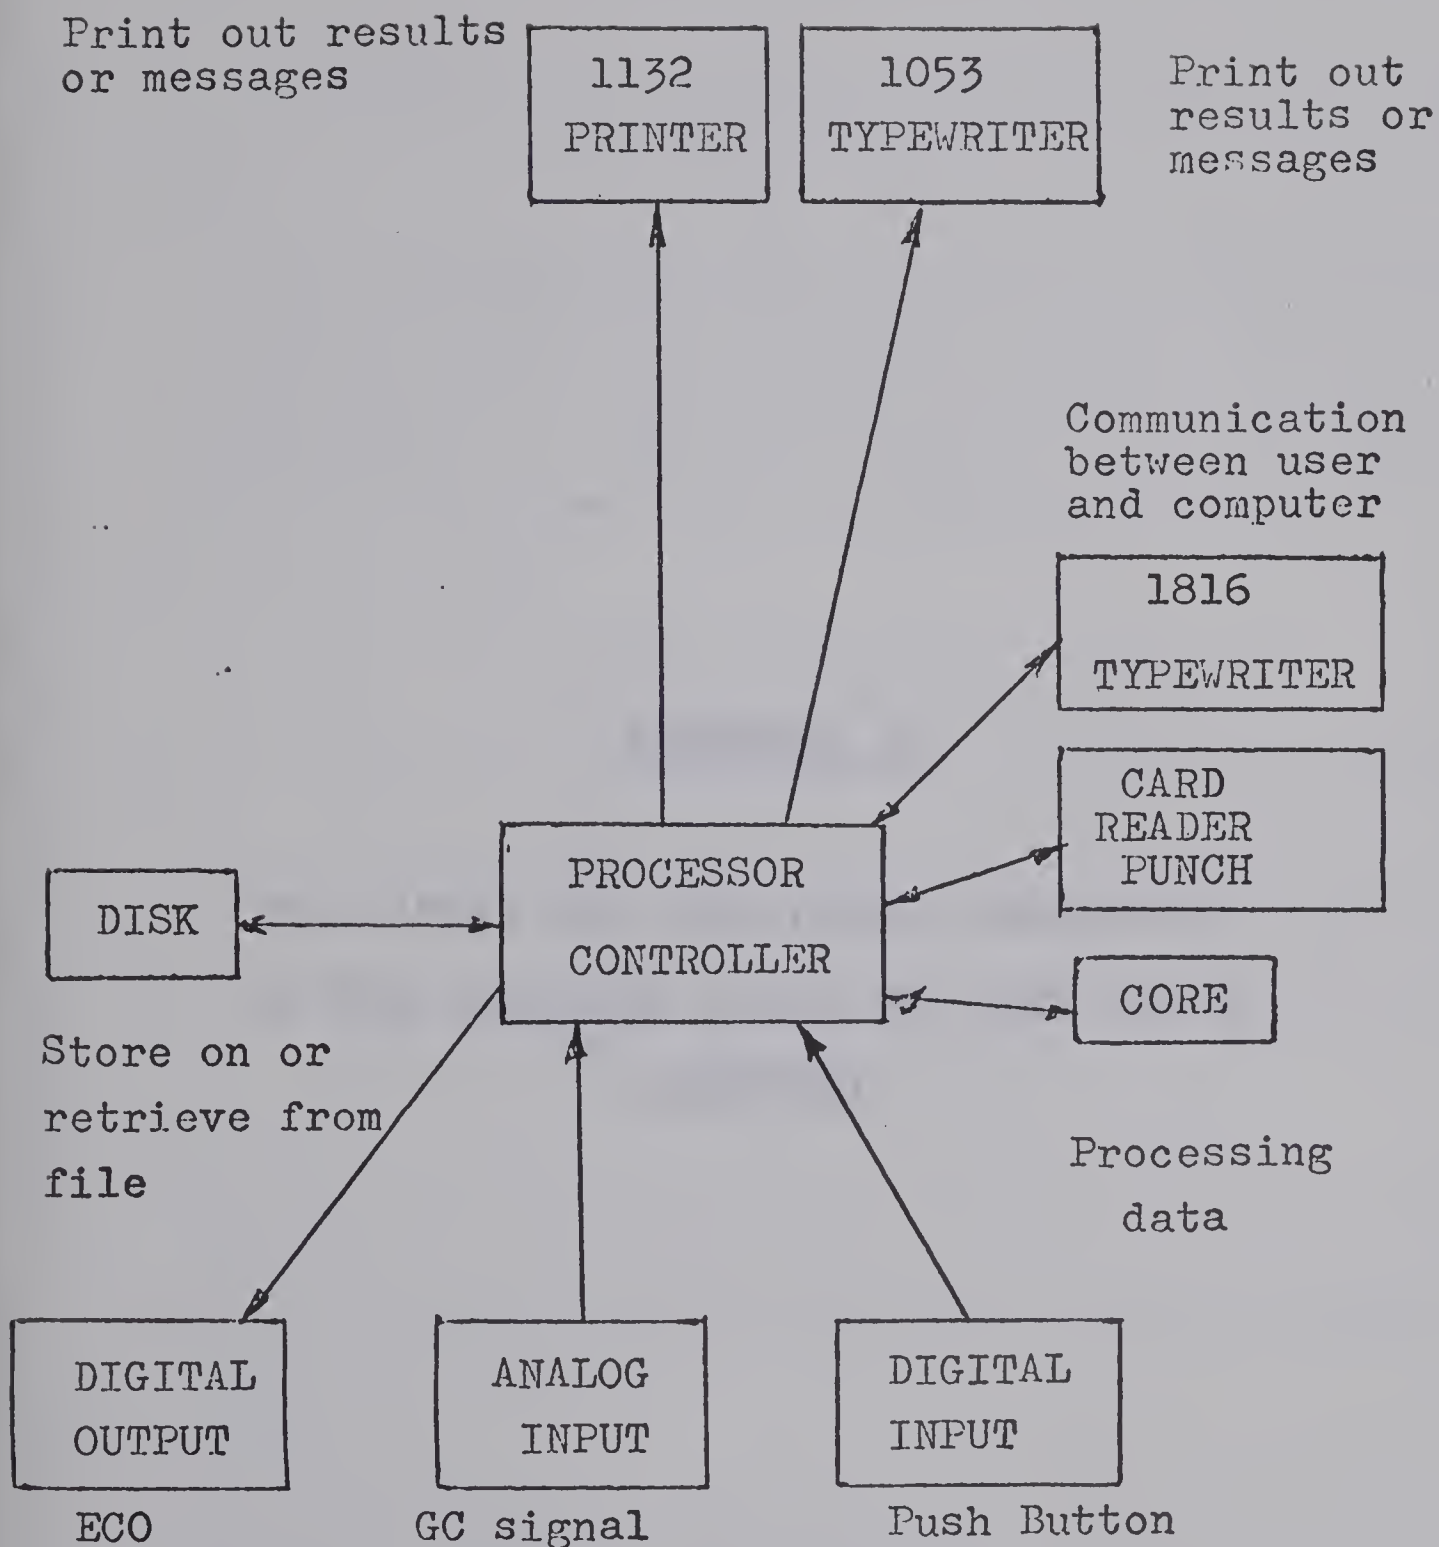 Print out results
or messages
1132
PRINTER
1053
TYPEWRITER
Print out
results or
messages
Communication
between user
and computer
1816
TYPEWRITER
CARD
READER
PUNCH
PROCESSOR
CONTROLLER
DISK
CORE
Store on or
retrieve from
file
Processing
data
DIGITAL
OUTPUT
ECO
ANALOG
INPUT
GC signal
DIGITAL
INPUT
Push Button